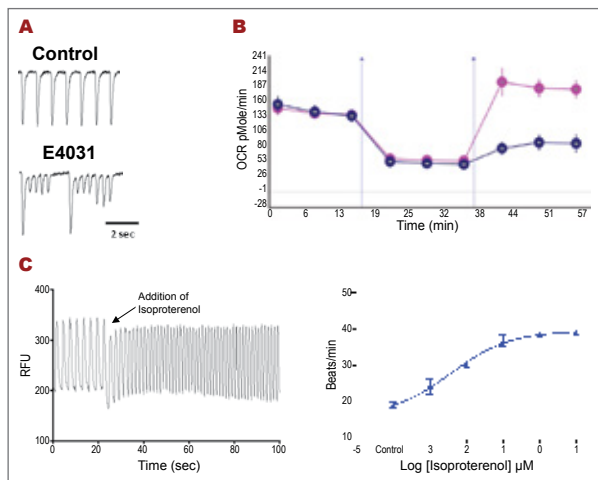 A
Control
E4031
2 sec
B
OCR pMole/min
241
214
187
160
133
106
79
53
26
-1
-28
0 6 13 19 25 32 38 44 51 57
Time (min)
C
RFU
400
300
200
100
Addition of
Isoproterenol
0 20 40 60 80 100
Time (sec)
Beats/min
50
40
30
20
10
-5 Control 3 2 1 0 1
Log [Isoproterenol] µM